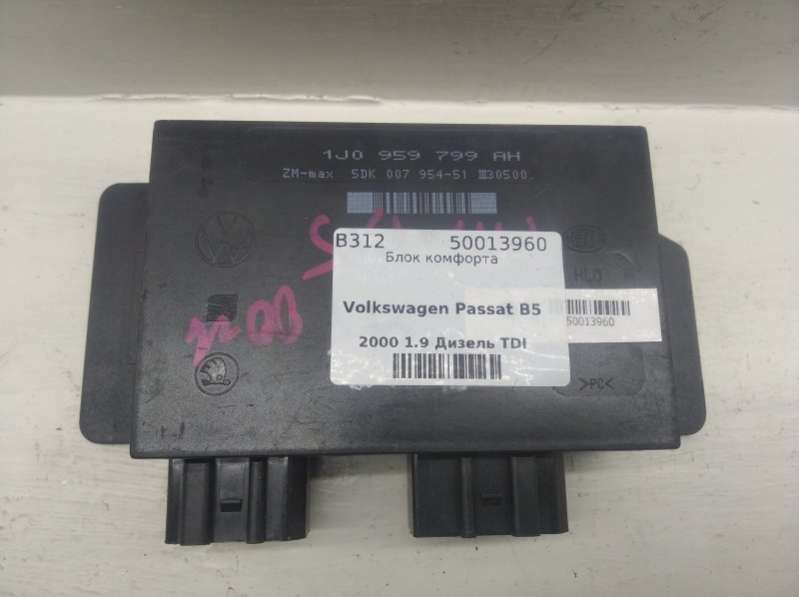 1J0 959 799 AH
ZM-max 5DK 007 954-51 III30500.
B312 50013960
Блок комфорта
Volkswagen Passat B5
2000 1.9 Дизель TDI
50013960
>PC<